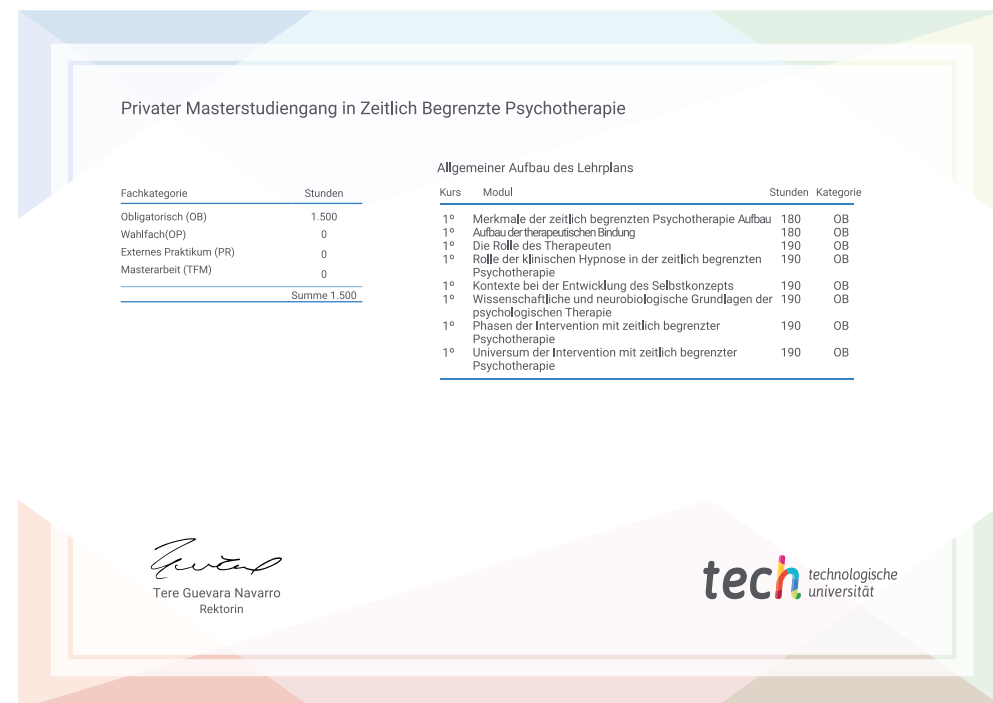 Privater Masterstudiengang in Zeitlich Begrenzte Psychotherapie
Fachkategorie Stunden
Obligatorisch (OB) 1.500
Wahlfach(OP) 0
Externes Praktikum (PR) 0
Masterarbeit (TFM) 0
Summe 1.500
Allgemeiner Aufbau des Lehrplans
Kurs Modul Stunden Kategorie
1º Merkmale der zeitlich begrenzten Psychotherapie Aufbau 180 OB
1º Aufbau der therapeutischen Bindung 180 OB
1º Die Rolle des Therapeuten 190 OB
1º Rolle der klinischen Hypnose in der zeitlich begrenzten 190 OB
Psychotherapie
1º Kontexte bei der Entwicklung des Selbstkonzepts 190 OB
1º Wissenschaftliche und neurobiologische Grundlagen der 190 OB
psychologischen Therapie
1º Phasen der Intervention mit zeitlich begrenzter 190 OB
Psychotherapie
1º Universum der Intervention mit zeitlich begrenzter 190 OB
Psychotherapie
Tere Guevara Navarro
Rektorin
tech technologische
universität